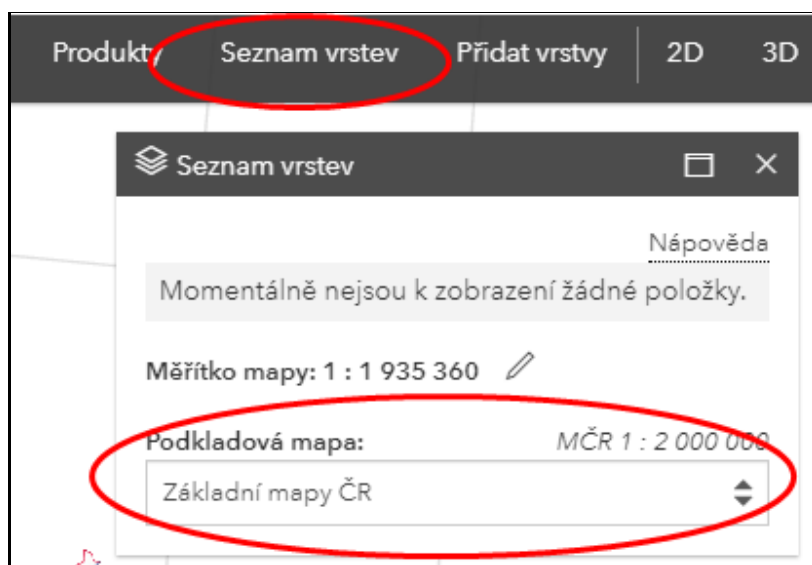 Produkty Seznam vrstev Přidat vrstvy 2D 3D
Seznam vrstev
Nápověda
Momentálně nejsou k zobrazení žádné položky.
Měřítko mapy: 1 : 1 935 360
Podkladová mapa: MČR 1 : 2 000 000
Základní mapy ČR